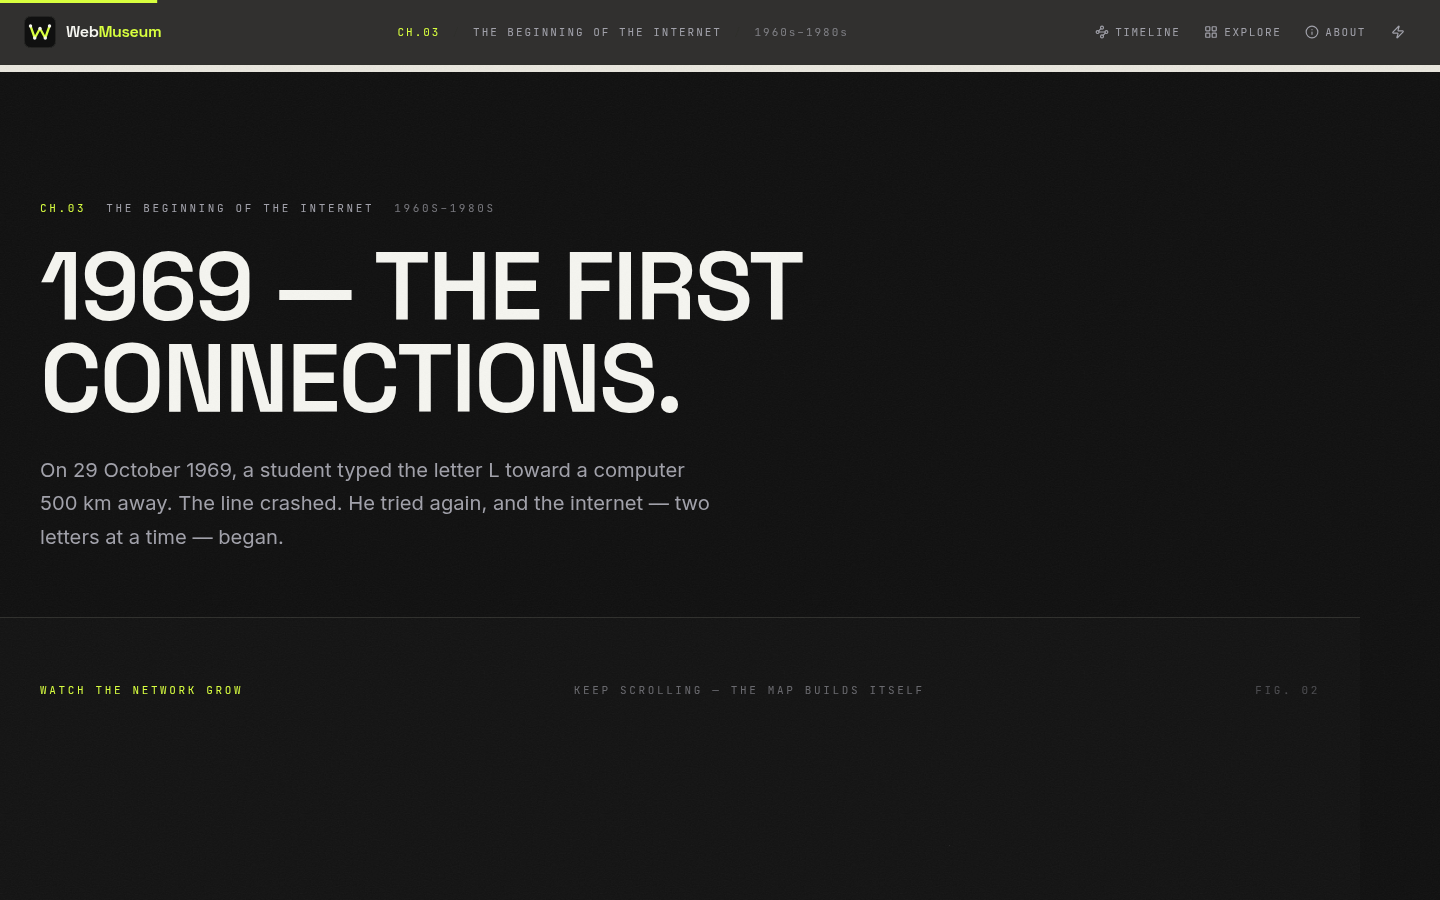 WebMuseum
CH.03 THE BEGINNING OF THE INTERNET 1960s–1980s
TIMELINE EXPLORE ABOUT
CH.03 THE BEGINNING OF THE INTERNET 1960S–1980S
1969 — THE FIRST
CONNECTIONS.
On 29 October 1969, a student typed the letter L toward a computer
500 km away. The line crashed. He tried again, and the internet — two
letters at a time — began.
WATCH THE NETWORK GROW
KEEP SCROLLING — THE MAP BUILDS ITSELF
FIG. 02